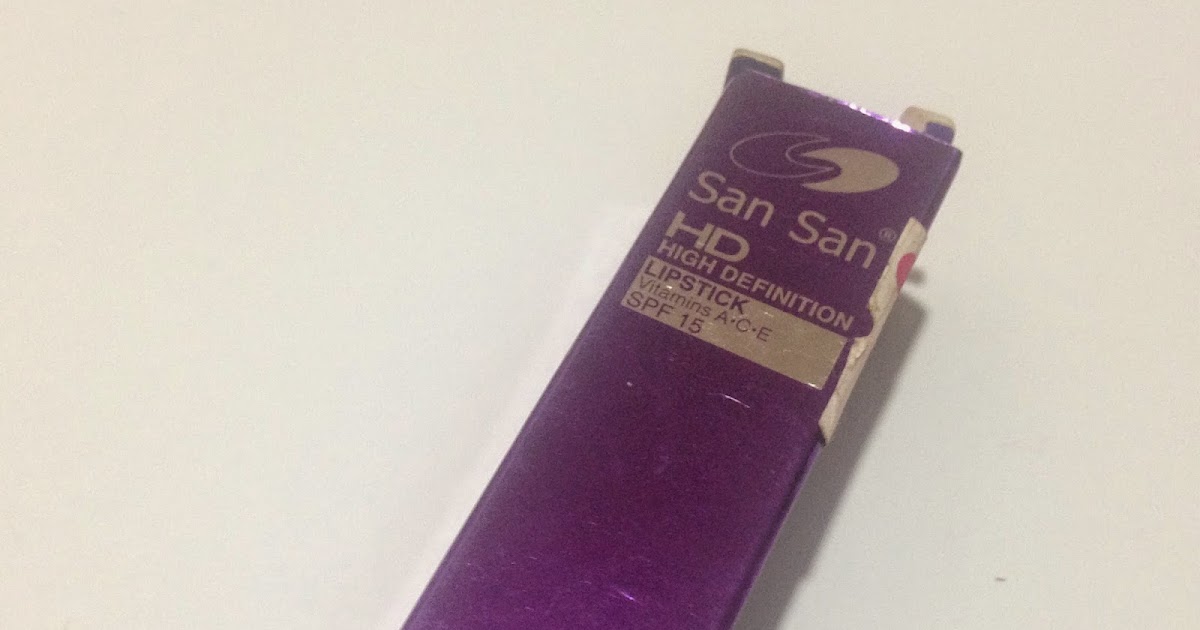 San San®
HD
HIGH DEFINITION
LIPSTICK
Vitamins A•C•E
SPF 15